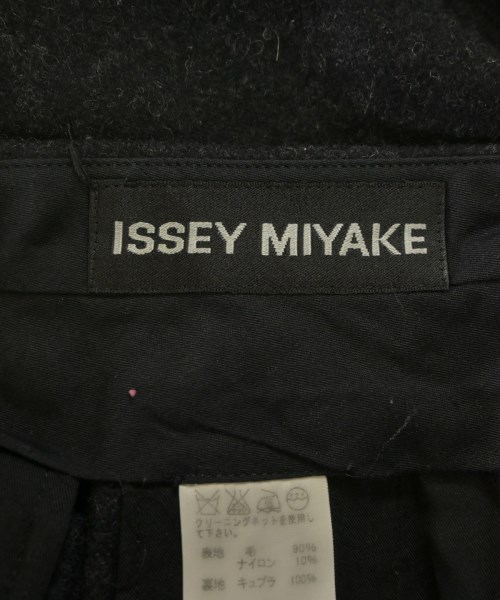 ISSEY MIYAKE
クリーニングネットを使用し
て下さい。
表地 毛 90%
ナイロン 10%
裏地 キュプラ 100%